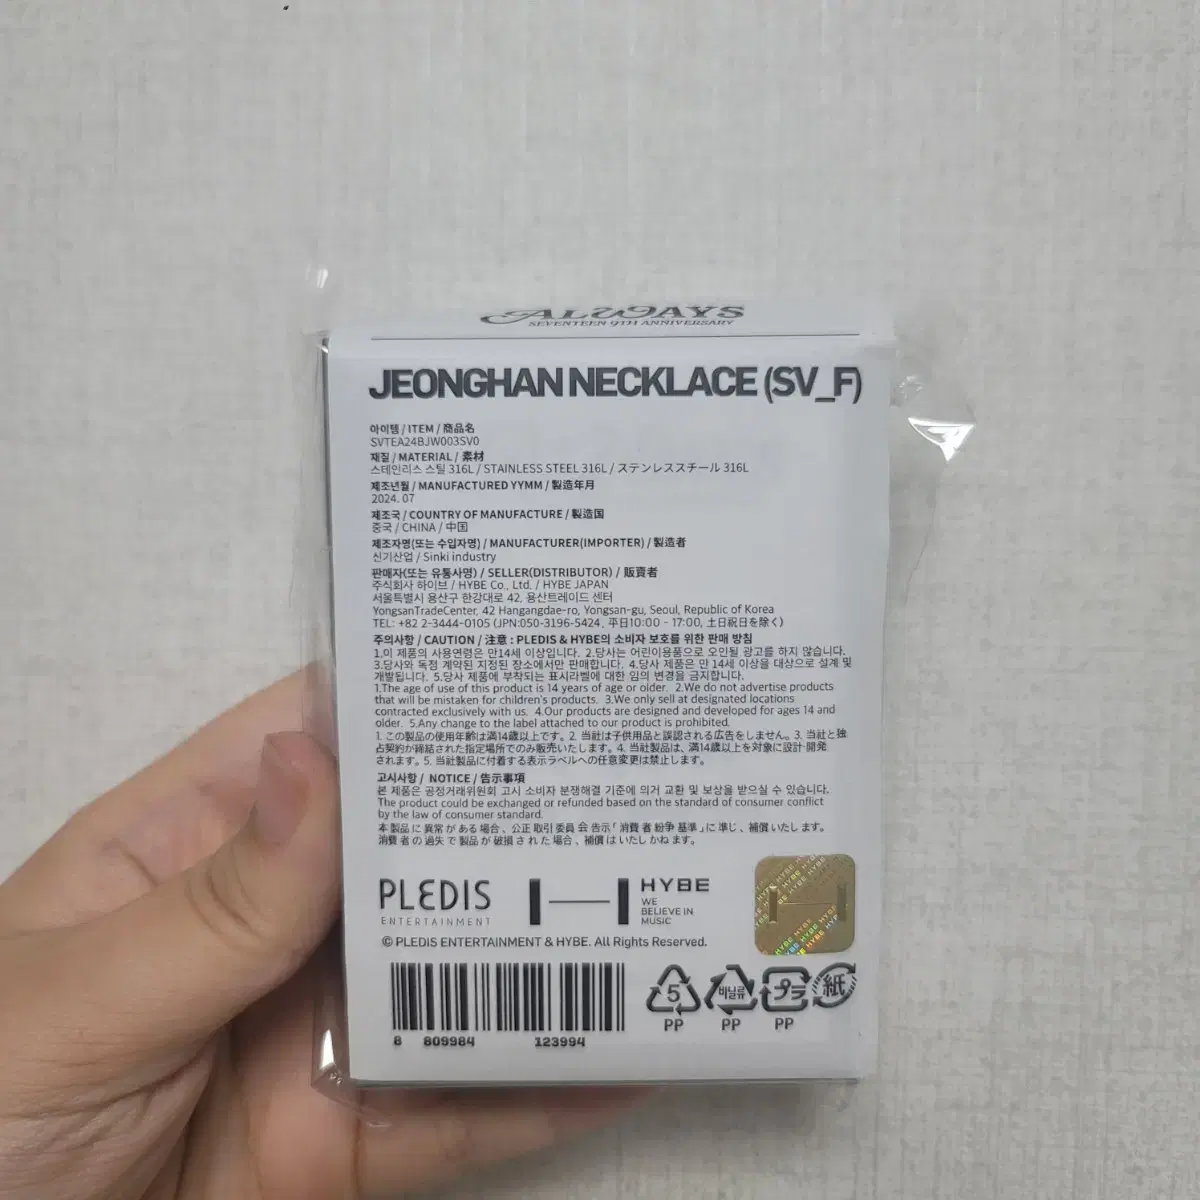 ALWAYS
SEVENTEEN 9TH ANNIVERSARY
JEONGHAN NECKLACE (SV_F)
아이템 / ITEM / 商品名
SVTEA24BJW003SV0
재질 / MATERIAL / 素材
스테인리스 스틸 316L / STAINLESS STEEL 316L / ステンレススチール 316L
제조년월 / MANUFACTURED YYMM / 製造年月
2024. 07
제조국 / COUNTRY OF MANUFACTURE / 製造国
중국 / CHINA / 中国
제조자명(또는 수입자명) / MANUFACTURER(IMPORTER) / 製造者
신기산업 / Sinki industry
판매자(또는 유통사명) / SELLER(DISTRIBUTOR) / 販賣者
주식회사 하이브 / HYBE Co., Ltd. / HYBE JAPAN
서울특별시 용산구 한강대로 42, 용산트레이드 센터
YongsanTradeCenter, 42 Hangangdae-ro, Yongsan-gu, Seoul, Republic of Korea
TEL: +82 2-3444-0105 (JPN:050-3196-5424, 平日10:00 - 17:00, 土日祝日を除く)
주의사항 / CAUTION / 注意 : PLEDIS & HYBE의 소비자 보호를 위한 판매 방침
1.이 제품의 사용연령은 만14세 이상입니다. 2.당사는 어린이용품으로 오인될 광고를 하지 않습니다.
3.당사와 독점 계약된 지정된 장소에서만 판매합니다. 4.당사 제품은 만 14세 이상을 대상으로 설계 및
개발됩니다. 5.당사 제품에 부착되는 표시라벨에 대한 임의 변경을 금지합니다.
1.The age of use of this product is 14 years of age or older. 2.We do not advertise products
that will be mistaken for children's products. 3.We only sell at designated locations
contracted exclusively with us. 4.Our products are designed and developed for ages 14 and
older. 5.Any change to the label attached to our product is prohibited.
1. この製品の使用年齢は満14歳以上です。2. 当社は子供用品と誤認される広告をしません。3. 当社と独
占契約が締結された指定場所でのみ販売いたします。4. 当社製品は、満14歳以上を対象に設計·開発
されます。5. 当社製品に付着する表示ラベルへの任意変更は禁止します。
고시사항 / NOTICE / 告示事項
본 제품은 공정거래위원회 고시 소비자 분쟁해결 기준에 의거 교환 및 보상을 받으실 수 있습니다.
The product could be exchanged or refunded based on the standard of consumer conflict
by the law of consumer standard.
本製品に異常がある場合、公正取引委員会告示「消費者紛争基準」に準じ、補償いたします。
消費者の過失で製品が破損された場合、補償はいたしかねます。
PLEDIS
ENTERTAINMENT
HYBE
WE
BELIEVE IN
MUSIC
© PLEDIS ENTERTAINMENT & HYBE. All Rights Reserved.
8 809984 123994
5 비닐류 プラ 紙
PP PP PP